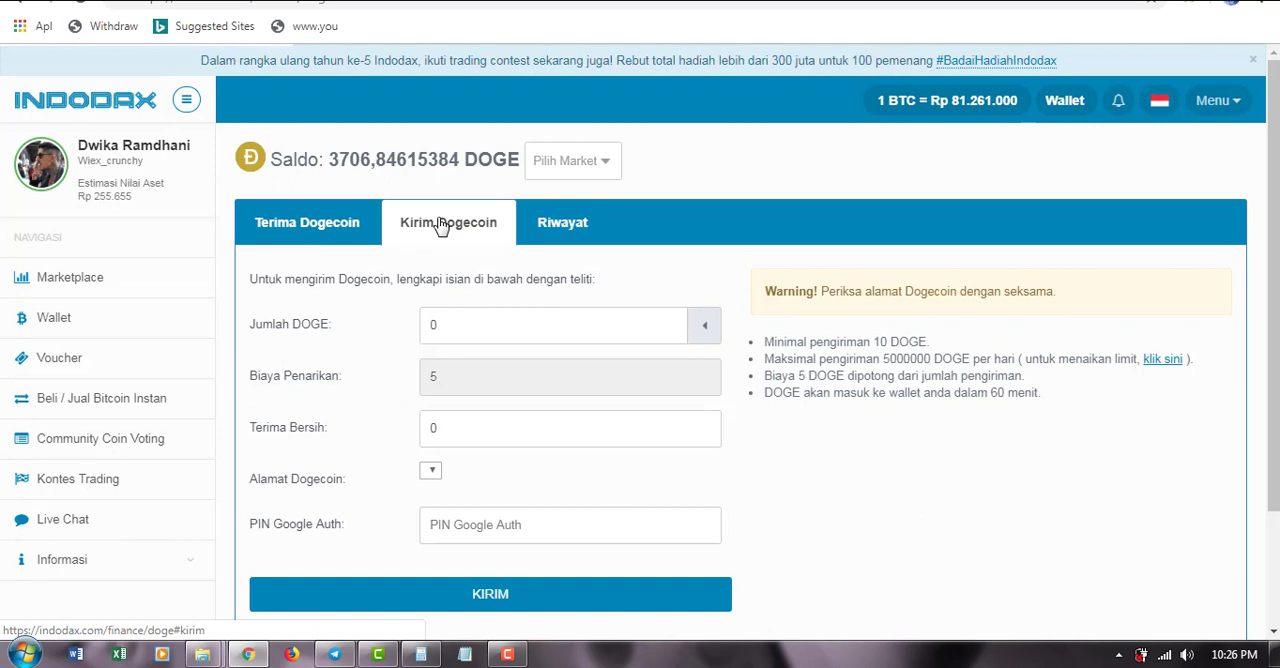 Apl Withdraw Suggested Sites www.you
Dalam rangka ulang tahun ke-5 Indodax, ikuti trading contest sekarang juga! Rebut total hadiah lebih dari 300 juta untuk 100 pemenang #BadaiHadiahIndodax ×
INDODAX 1 BTC = Rp 81.261.000 Wallet Menu
Dwika Ramdhani
Wiex_crunchy
Estimasi Nilai Aset
Rp 255.655
NAVIGASI
Marketplace
Wallet
Voucher
Beli / Jual Bitcoin Instan
Community Coin Voting
Kontes Trading
Live Chat
Informasi
Saldo: 3706,84615384 DOGE Pilih Market
Terima Dogecoin Kirim Dogecoin Riwayat
Untuk mengirim Dogecoin, lengkapi isian di bawah dengan teliti:
Jumlah DOGE: 0
Biaya Penarikan: 5
Terima Bersih: 0
Alamat Dogecoin:
PIN Google Auth: PIN Google Auth
KIRIM
Warning! Periksa alamat Dogecoin dengan seksama.
• Minimal pengiriman 10 DOGE.
• Maksimal pengiriman 5000000 DOGE per hari ( untuk menaikan limit, klik sini ).
• Biaya 5 DOGE dipotong dari jumlah pengiriman.
• DOGE akan masuk ke wallet anda dalam 60 menit.
https://indodax.com/finance/doge#kirim
10:26 PM